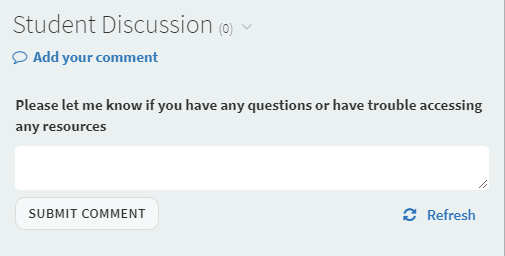 Student Discussion (0)
Add your comment
Please let me know if you have any questions or have trouble accessing
any resources
SUBMIT COMMENT
Refresh